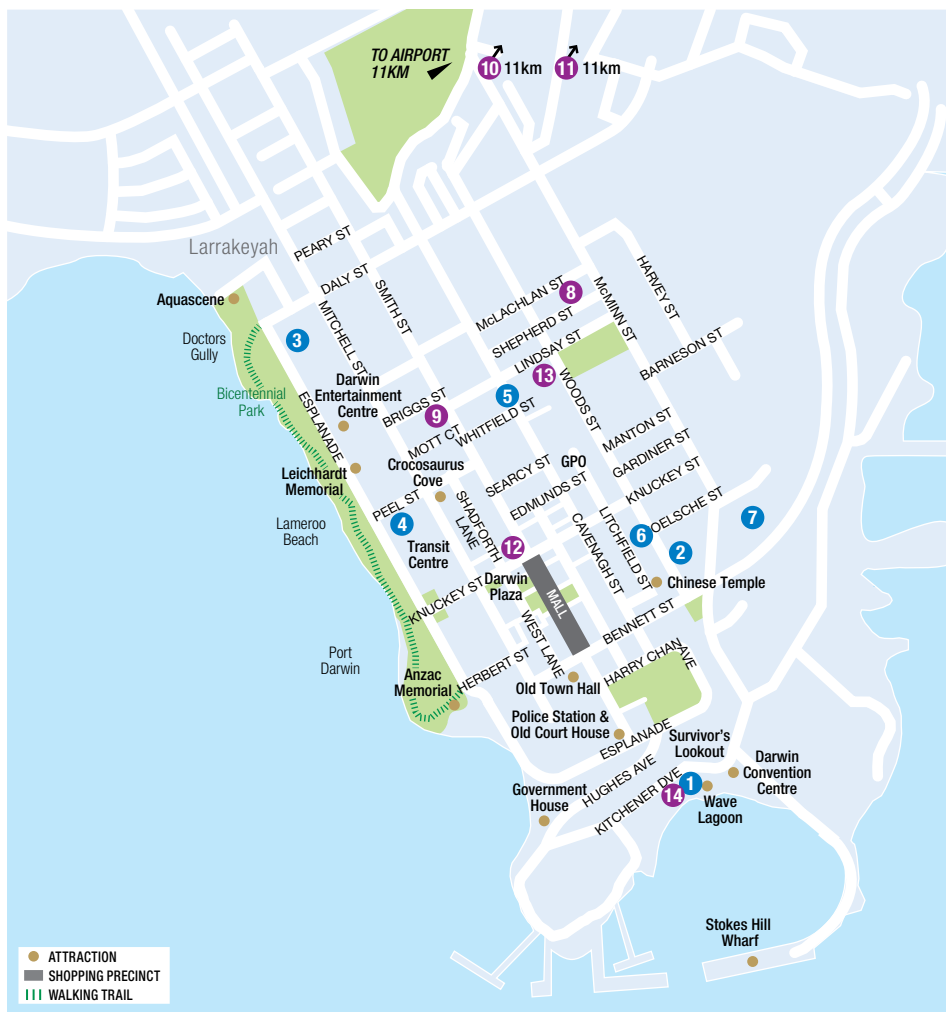 TO AIRPORT
11KM
10 11km
11 11km
PEARY ST
HARVEY ST
Larrakeyah
DALY ST
SMITH ST
McLACHLAN ST
8
McMINN ST
Aquascene
MITCHELL ST
SHEPHERD ST
3
Doctors
Gully
LINDSAY ST
BARNESON ST
13
WOODS ST
Darwin
Entertainment
Centre
Bicentennial
Park
ESPLANADE
BRIGGS ST
5
9
WHITFIELD ST
MOTT CT
MANTON ST
GARDINER ST
Crocosaurus
Cove
SEARCY ST
GPO
Leichhardt
Memorial
KNUCKEY ST
EDMUNDS ST
PEEL ST
SHADFORTH
LANE
LITCHFIELD ST
OELSCHE ST
7
4
Lameroo
Beach
CAVENAGH ST
6
2
Transit
Centre
12
Darwin
Plaza
MALL
Chinese Temple
KNUCKEY ST
BENNETT ST
WEST LANE
Port
Darwin
HERBERT ST
HARRY CHAN
AVE
Anzac
Memorial
Old Town Hall
Police Station &
Old Court House
ESPLANADE
Survivor's
Lookout
HUGHES AVE
Darwin
Convention
Centre
KITCHENER DVE
1
14
Wave
Lagoon
Government
House
Stokes Hill
Wharf
ATTRACTION
SHOPPING PRECINCT
WALKING TRAIL